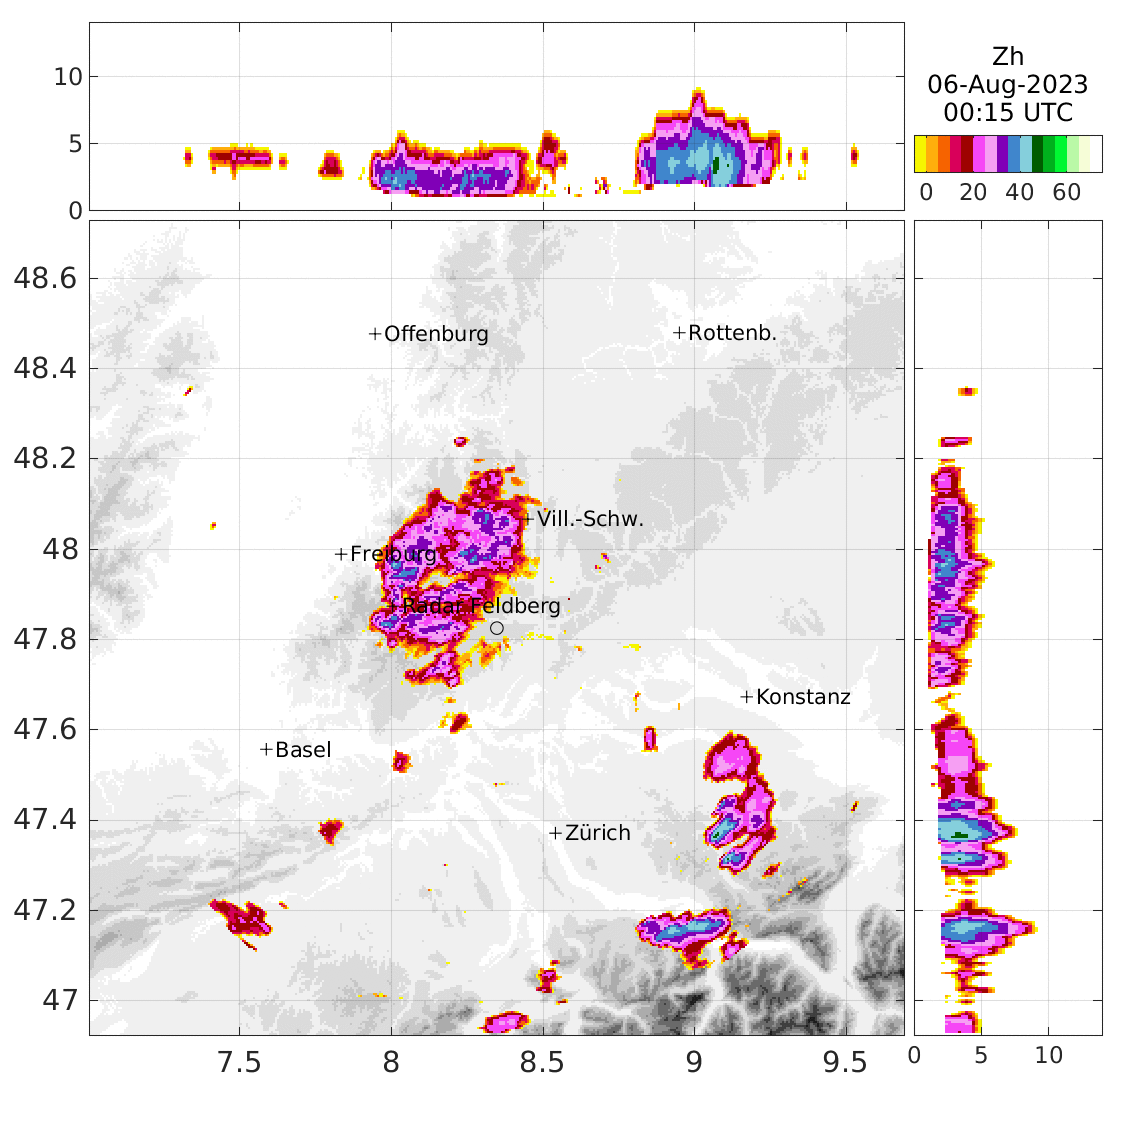 Zh
06-Aug-2023
00:15 UTC
0 20 40 60
10
5
0
48.6
48.4
48.2
48
47.8
47.6
47.4
47.2
47
Offenburg
Rottenb.
Vill.-Schw.
Freiburg
Radar Feldberg
Konstanz
Basel
Zürich
7.5 8 8.5 9 9.5
0 5 10